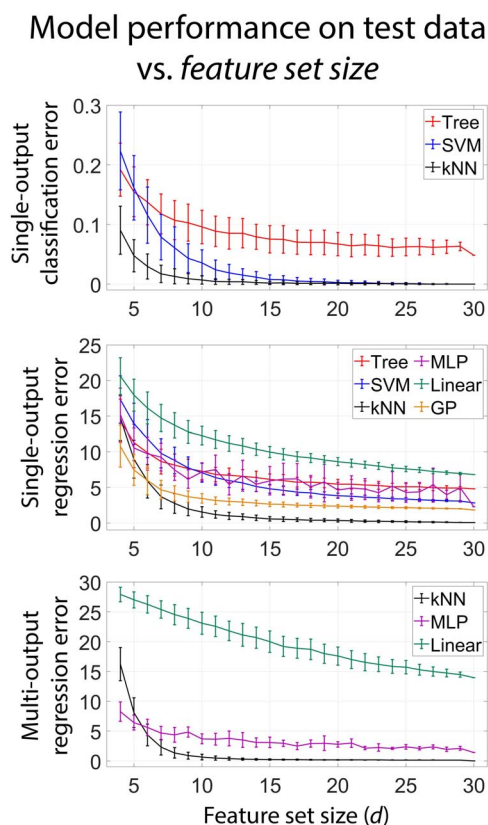 Model performance on test data
vs. feature set size
Single-output
classification error
0.3
0.2
0.1
0
Tree
SVM
kNN
5 10 15 20 25 30
Single-output
regression error
25
20
15
10
5
0
Tree MLP
SVM Linear
kNN GP
5 10 15 20 25 30
Multi-output
regression error
30
25
20
15
10
5
0
kNN
MLP
Linear
5 10 15 20 25 30
Feature set size (d)